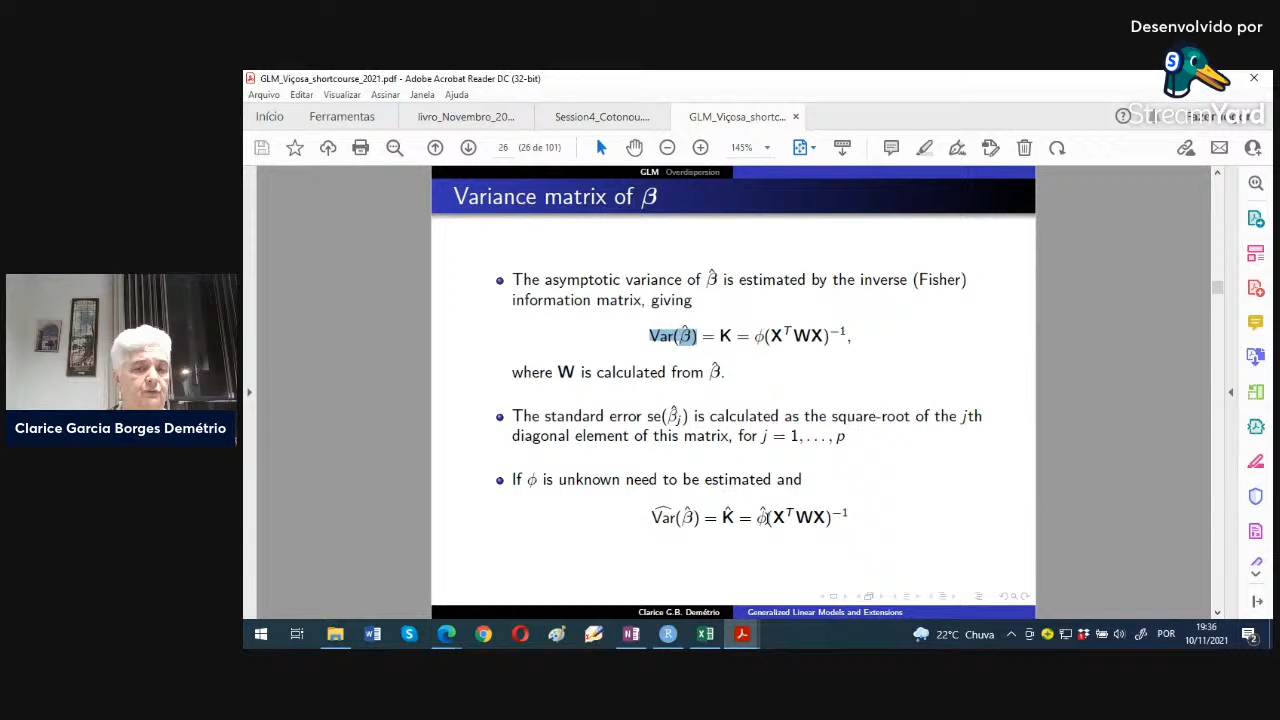 Desenvolvido por
StreamYard
GLM_Viçosa_shortcourse_2021.pdf - Adobe Acrobat Reader DC (32-bit)
Arquivo Editar Visualizar Assinar Janela Ajuda
Início Ferramentas livro_Novembro_20... Session4_Cotonou.... GLM_Viçosa_shortc...
26 (26 de 101) 145%
GLM Overdispersion
Variance matrix of β
The asymptotic variance of β̂ is estimated by the inverse (Fisher)
information matrix, giving
Var(β̂) = K = ϕ(XᵀWX)⁻¹,
where W is calculated from β̂.
The standard error se(β̂ⱼ) is calculated as the square-root of the jth
diagonal element of this matrix, for j = 1, . . . , p
If ϕ is unknown need to be estimated and
V̂ar(β̂) = K̂ = ϕ̂(XᵀWX)⁻¹
Clarice G.B. Demétrio Generalized Linear Models and Extensions
Clarice Garcia Borges Demétrio
22°C Chuva POR 19:36
10/11/2021
2